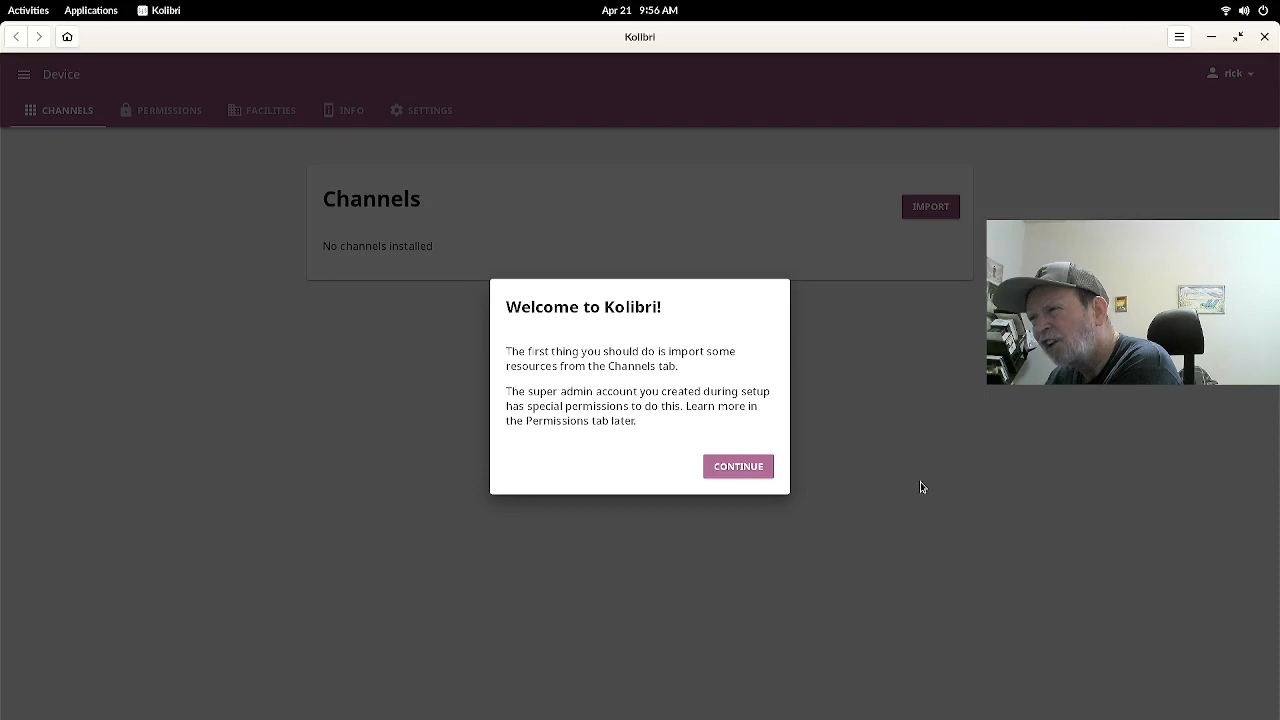 Activities Applications Kolibri Apr 21 9:56 AM
Kolibri
Device rick
CHANNELS PERMISSIONS FACILITIES INFO SETTINGS
Channels
IMPORT
No channels installed
Welcome to Kolibri!
The first thing you should do is import some
resources from the Channels tab.
The super admin account you created during setup
has special permissions to do this. Learn more in
the Permissions tab later.
CONTINUE